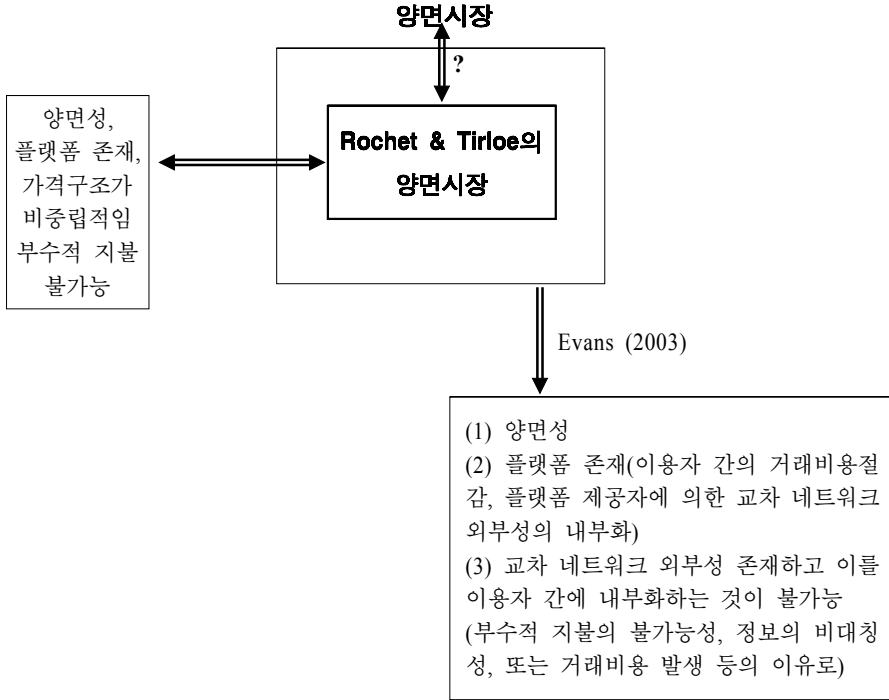 양면시장
?
Rochet & Tirloe의
양면시장
양면성,
플랫폼 존재,
가격구조가
비중립적임
부수적 지불
불가능
Evans (2003)
(1) 양면성
(2) 플랫폼 존재(이용자 간의 거래비용절
감, 플랫폼 제공자에 의한 교차 네트워크
외부성의 내부화)
(3) 교차 네트워크 외부성 존재하고 이를
이용자 간에 내부화하는 것이 불가능
(부수적 지불의 불가능성, 정보의 비대칭
성, 또는 거래비용 발생 등의 이유로)